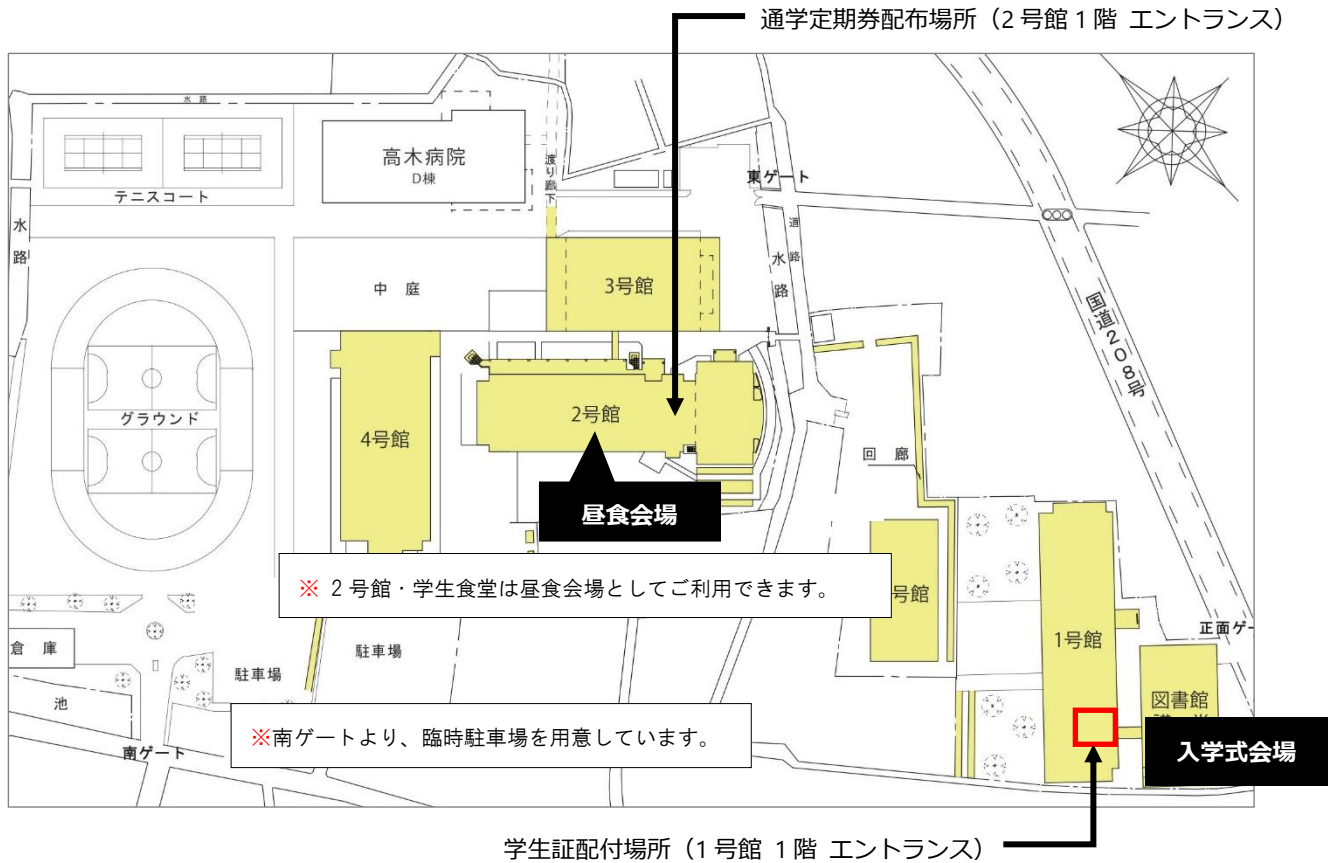 通学定期券配布場所（2号館1階 エントランス）
水路
高木病院
D棟
渡り廊下
東ゲート
テニスコート
水路
道路
水路
中庭
3号館
国道208号
グラウンド
4号館
2号館
回廊
昼食会場
※ 2号館・学生食堂は昼食会場としてご利用できます。
号館
1号館
正面ゲー
倉庫
駐車場
駐車場
池
図書館
※南ゲートより、臨時駐車場を用意しています。
南ゲート
入学式会場
学生証配付場所（1号館 1階 エントランス）